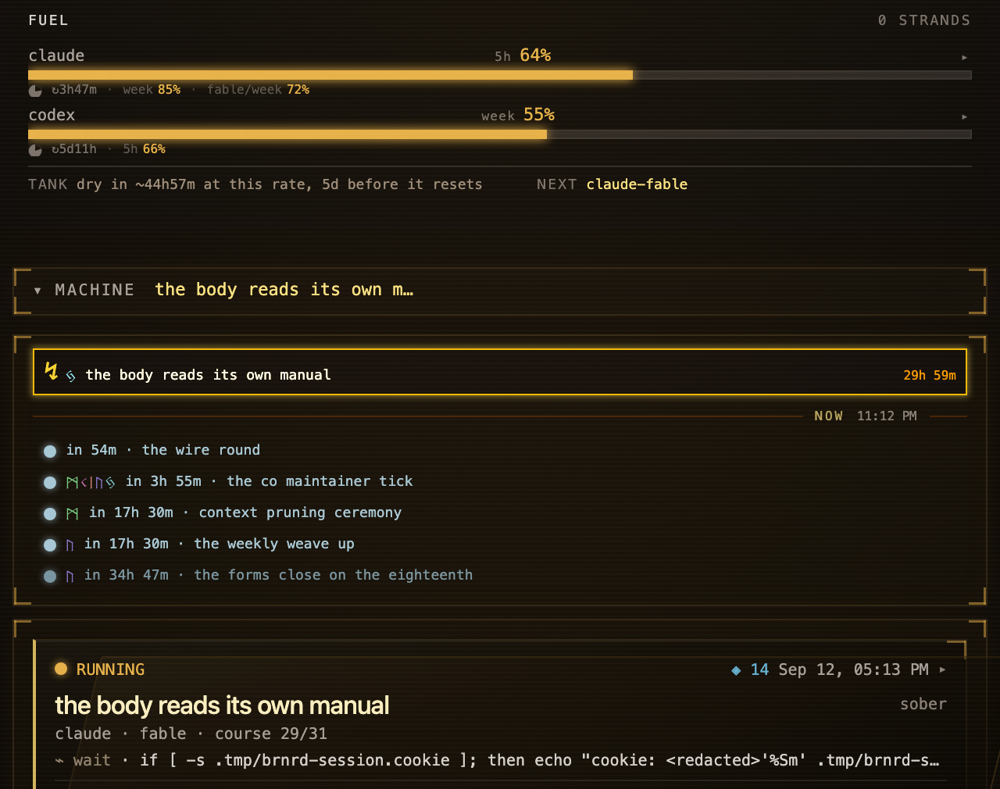 FUEL 0 STRANDS
claude 5h 64% ▸
↻3h47m · week 85% · fable/week 72%
codex week 55% ▸
↻5d11h · 5h 66%
TANK dry in ~44h57m at this rate, 5d before it resets NEXT claude-fable
▾ MACHINE the body reads its own m…
↯ the body reads its own manual 29h 59m
NOW 11:12 PM
in 54m · the wire round
ᛗᚲᛁᚢᛃ in 3h 55m · the co maintainer tick
ᛗ in 17h 30m · context pruning ceremony
ᚢ in 17h 30m · the weekly weave up
ᚢ in 34h 47m · the forms close on the eighteenth
RUNNING ◆ 14 Sep 12, 05:13 PM ▸
the body reads its own manual sober
claude · fable · course 29/31
⌁ wait · if [ -s .tmp/brnrd-session.cookie ]; then echo "cookie: <redacted>'%Sm' .tmp/brnrd-s…